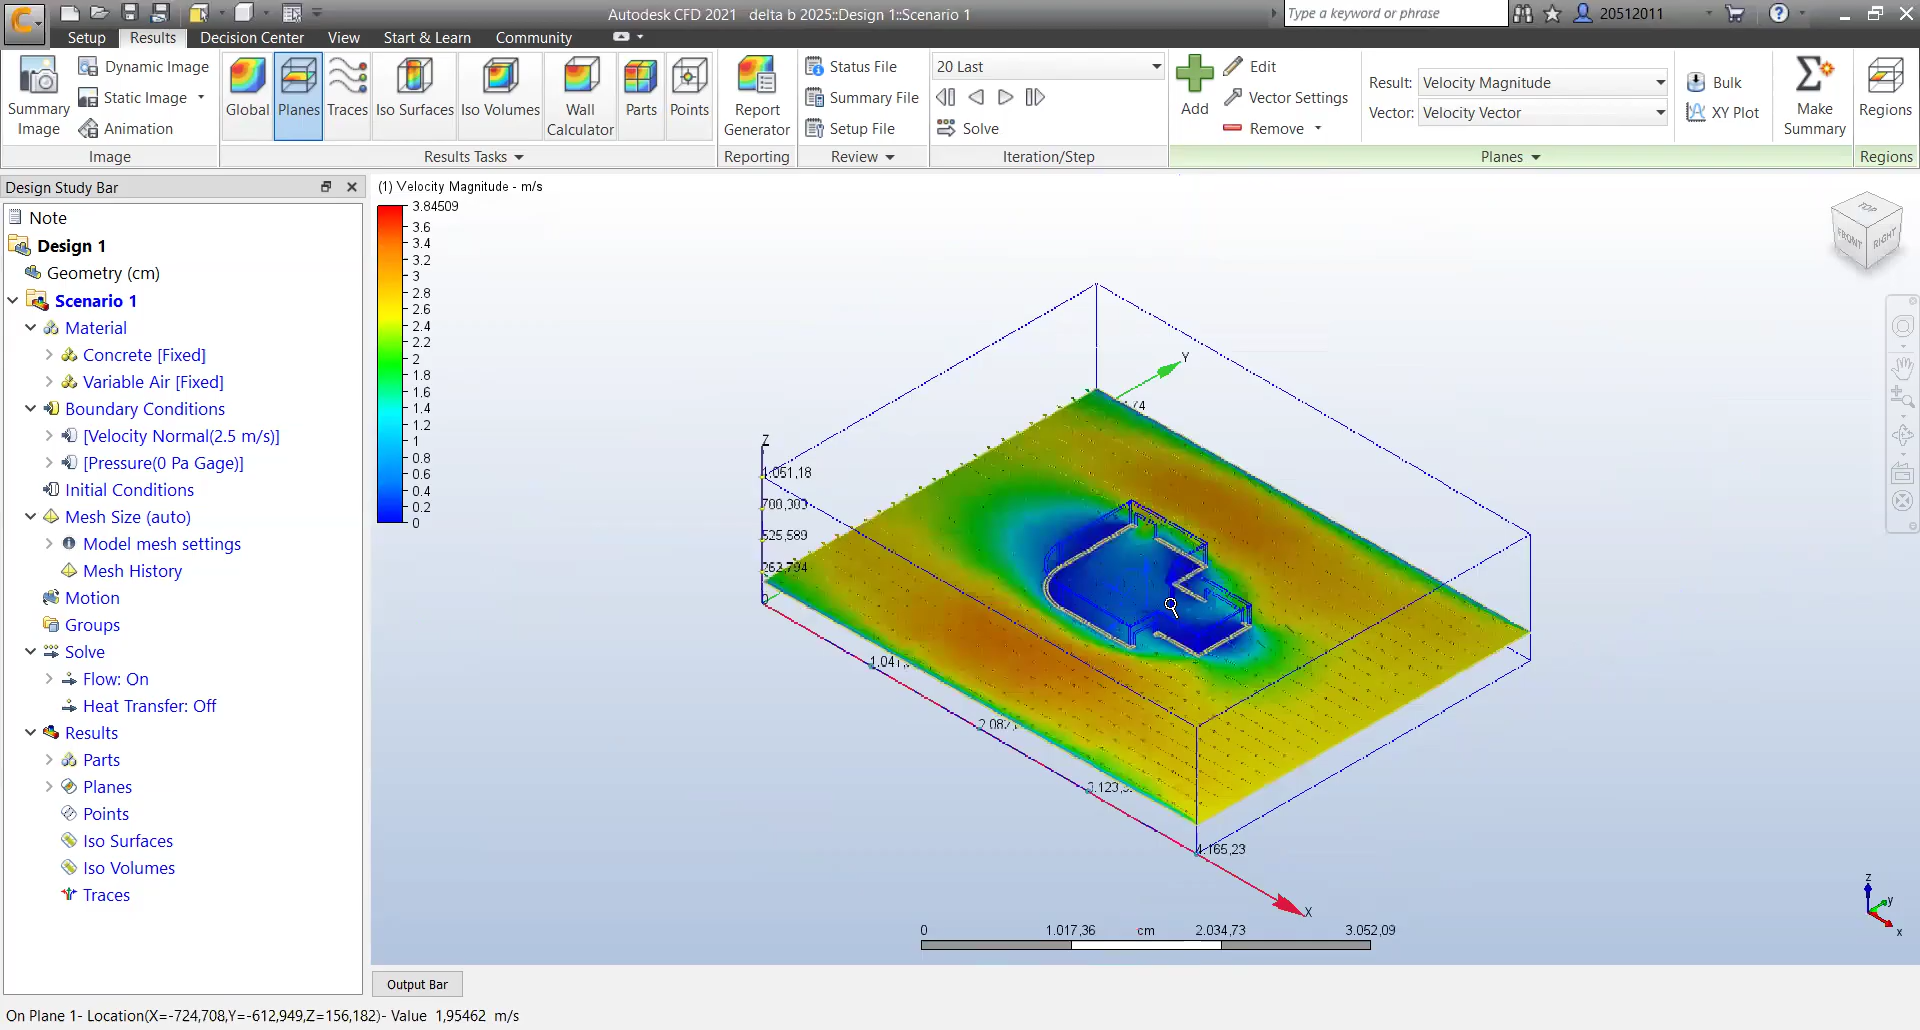 Autodesk CFD 2021 delta b 2025::Design 1::Scenario 1
Type a keyword or phrase
20512011
Setup Results Decision Center View Start & Learn Community
Summary Image
Dynamic Image
Static Image
Animation
Image
Global Planes Traces Iso Surfaces Iso Volumes Wall Calculator Parts Points
Results Tasks
Report Generator
Reporting
Status File
Summary File
Setup File
Review
20 Last
Solve
Iteration/Step
Add
Edit
Vector Settings
Remove
Result: Velocity Magnitude
Vector: Velocity Vector
Planes
Bulk
XY Plot
Make Summary
Regions
Regions
Design Study Bar
Note
Design 1
Geometry (cm)
Scenario 1
Material
Concrete [Fixed]
Variable Air [Fixed]
Boundary Conditions
[Velocity Normal(2.5 m/s)]
[Pressure(0 Pa Gage)]
Initial Conditions
Mesh Size (auto)
Model mesh settings
Mesh History
Motion
Groups
Solve
Flow: On
Heat Transfer: Off
Results
Parts
Planes
Points
Iso Surfaces
Iso Volumes
Traces
(1) Velocity Magnitude - m/s
3.84509
3.6
3.4
3.2
3
2.8
2.6
2.4
2.2
2
1.8
1.6
1.4
1.2
1
0.8
0.6
0.4
0.2
0
TOP
FRONT RIGHT
Y
Z
1.051,18
525,589
262,794
0
4.165,23
X
0 1.017,36 cm 2.034,73 3.052,09
z
y
x
Output Bar
On Plane 1- Location(X=-724,708,Y=-612,949,Z=156,182)- Value 1,95462 m/s